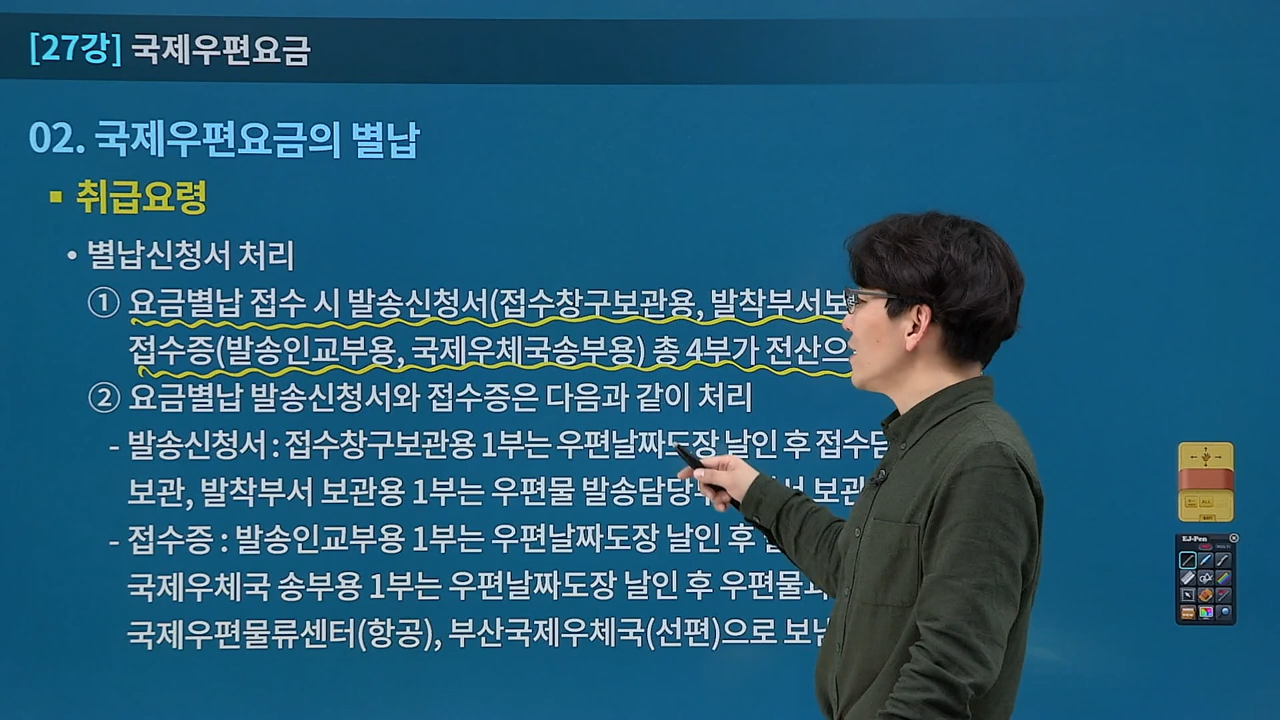 [27강] 국제우편요금
02. 국제우편요금의 별납
▪ 취급요령
• 별납신청서 처리
① 요금별납 접수 시 발송신청서(접수창구보관용, 발착부서보
접수증(발송인교부용, 국제우체국송부용) 총 4부가 전산으
② 요금별납 발송신청서와 접수증은 다음과 같이 처리
- 발송신청서 : 접수창구보관용 1부는 우편날짜도장 날인 후
보관, 발착부서 보관용 1부는 우편물 발송담당 보관
- 접수증 : 발송인교부용 1부는 우편날짜도장 날인 후
국제우체국 송부용 1부는 우편날짜도장 날인 후
국제우편물류센터(항공), 부산국제우체국(선편)으로
EJ-Pen
ALL